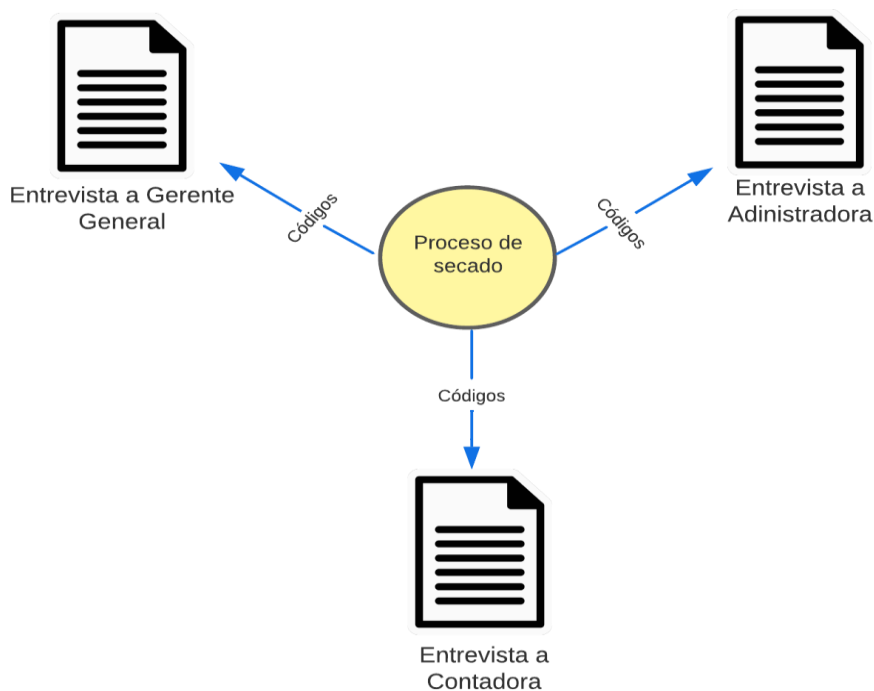 Entrevista a Gerente
General
Entrevista a
Adinistradora
Códigos
Códigos
Proceso de
secado
Códigos
Entrevista a
Contadora